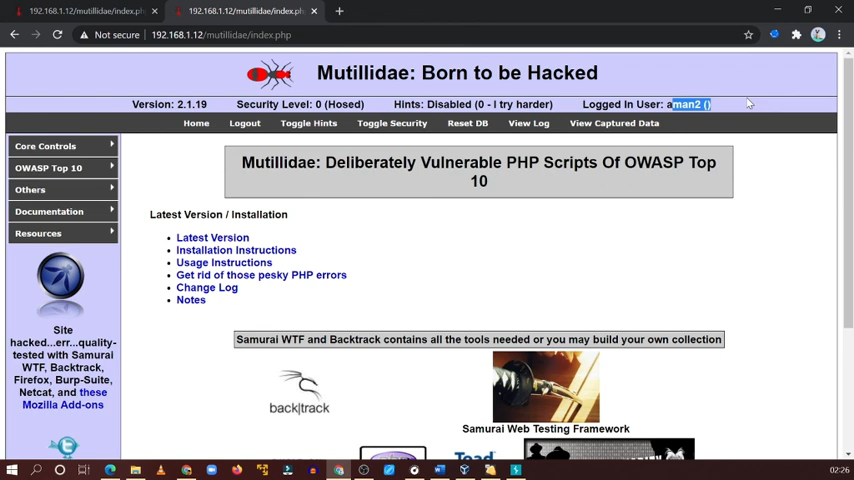 192.168.1.12/mutillidae/index.php
192.168.1.12/mutillidae/index.php
Not secure
192.168.1.12/mutillidae/index.php
Mutillidae: Born to be Hacked
Version: 2.1.19 Security Level: 0 (Hosed) Hints: Disabled (0 - I try harder) Logged In User: aman2 ()
Home Logout Toggle Hints Toggle Security Reset DB View Log View Captured Data
Core Controls
OWASP Top 10
Others
Documentation
Resources
Site
hacked...err...quality-
tested with Samurai
WTF, Backtrack,
Firefox, Burp-Suite,
Netcat, and these
Mozilla Add-ons
Mutillidae: Deliberately Vulnerable PHP Scripts Of OWASP Top
10
Latest Version / Installation
Latest Version
Installation Instructions
Usage Instructions
Get rid of those pesky PHP errors
Change Log
Notes
Samurai WTF and Backtrack contains all the tools needed or you may build your own collection
back|track
Samurai Web Testing Framework
Toad
02:26